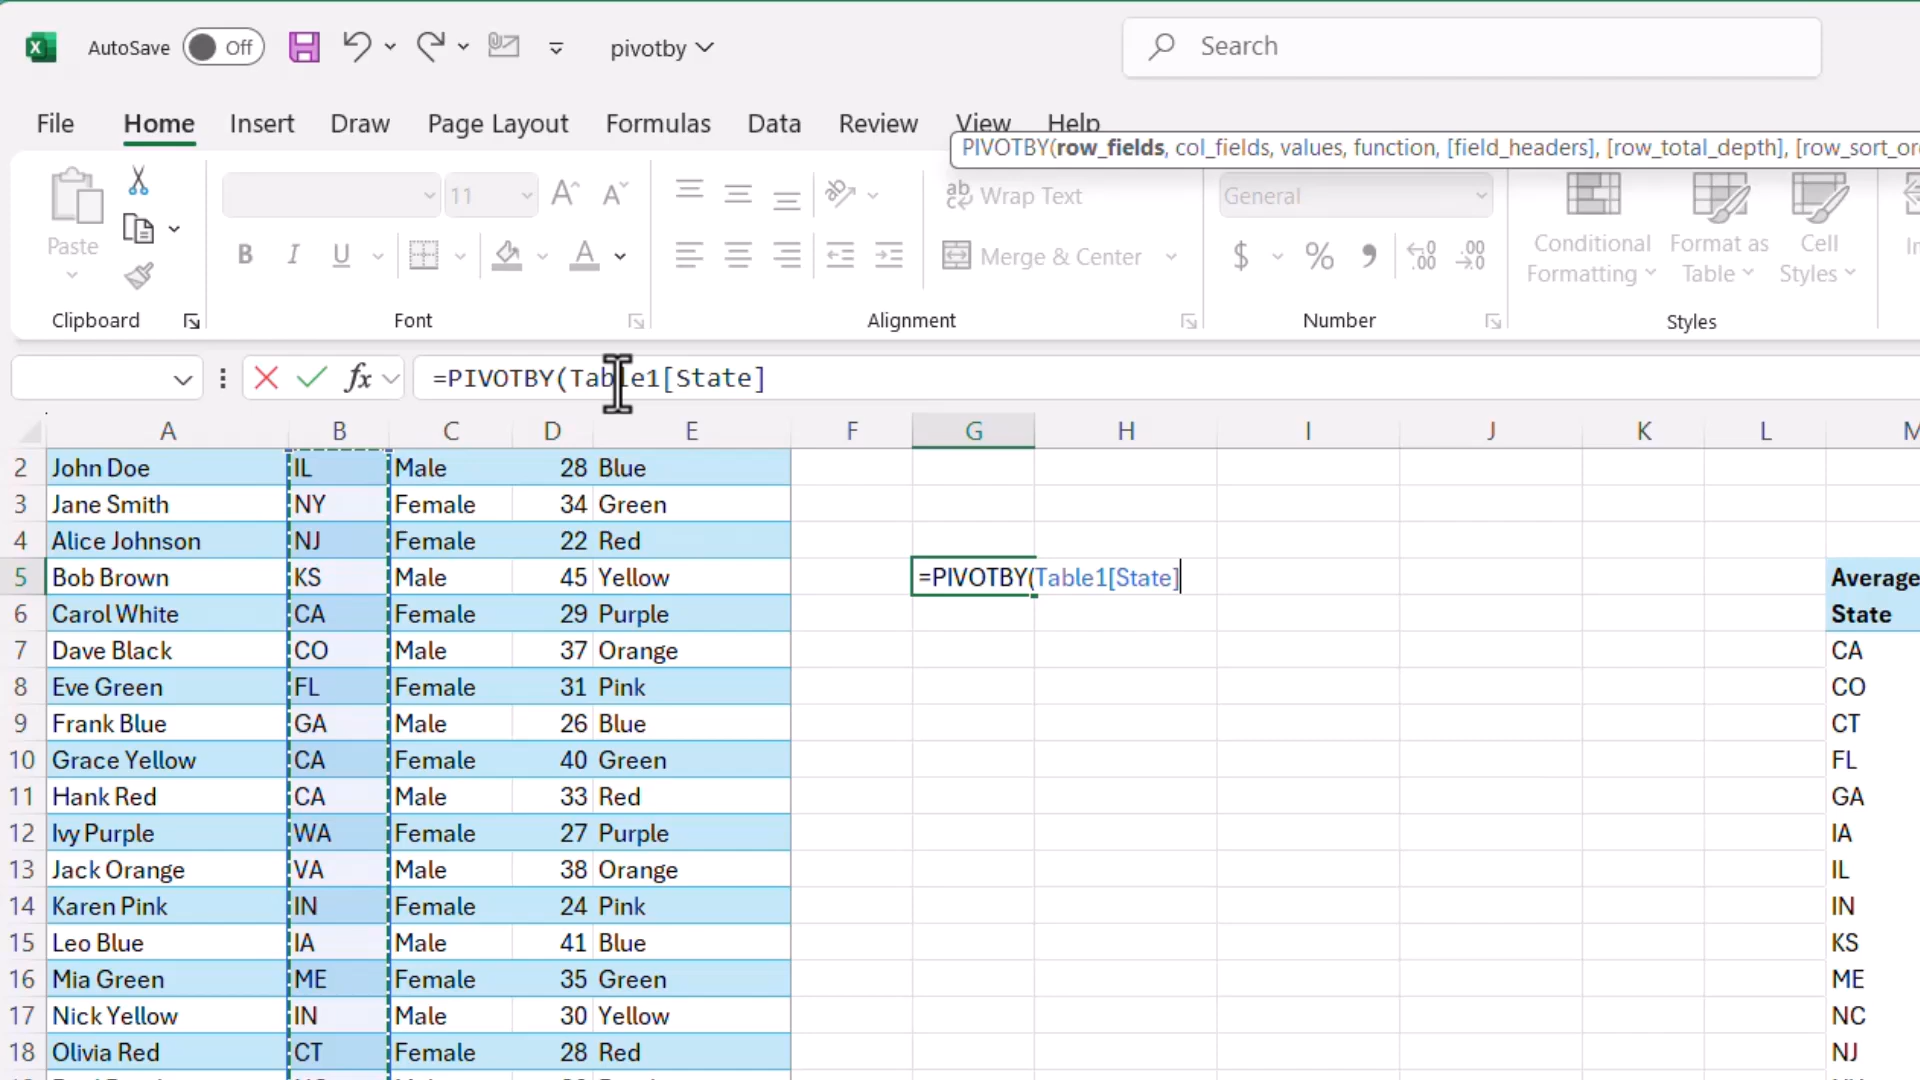 AutoSave Off pivotby Search
File Home Insert Draw Page Layout Formulas Data Review View Help
PIVOTBY(row_fields, col_fields, values, function, [field_headers], [row_total_depth], [row_sort_or
11 ab Wrap Text General
Paste B I U A Merge & Center $ % Conditional Formatting Format as Table Cell Styles
Clipboard Font Alignment Number Styles
fx =PIVOTBY(Table1[State]
A B C D E F G H I J K L M
2 John Doe IL Male 28 Blue
3 Jane Smith NY Female 34 Green
4 Alice Johnson NJ Female 22 Red
5 Bob Brown KS Male 45 Yellow =PIVOTBY(Table1[State] Average
6 Carol White CA Female 29 Purple State
7 Dave Black CO Male 37 Orange CA
8 Eve Green FL Female 31 Pink CO
9 Frank Blue GA Male 26 Blue CT
10 Grace Yellow CA Female 40 Green FL
11 Hank Red CA Male 33 Red GA
12 Ivy Purple WA Female 27 Purple IA
13 Jack Orange VA Male 38 Orange IL
14 Karen Pink IN Female 24 Pink IN
15 Leo Blue IA Male 41 Blue KS
16 Mia Green ME Female 35 Green ME
17 Nick Yellow IN Male 30 Yellow NC
18 Olivia Red CT Female 28 Red NJ